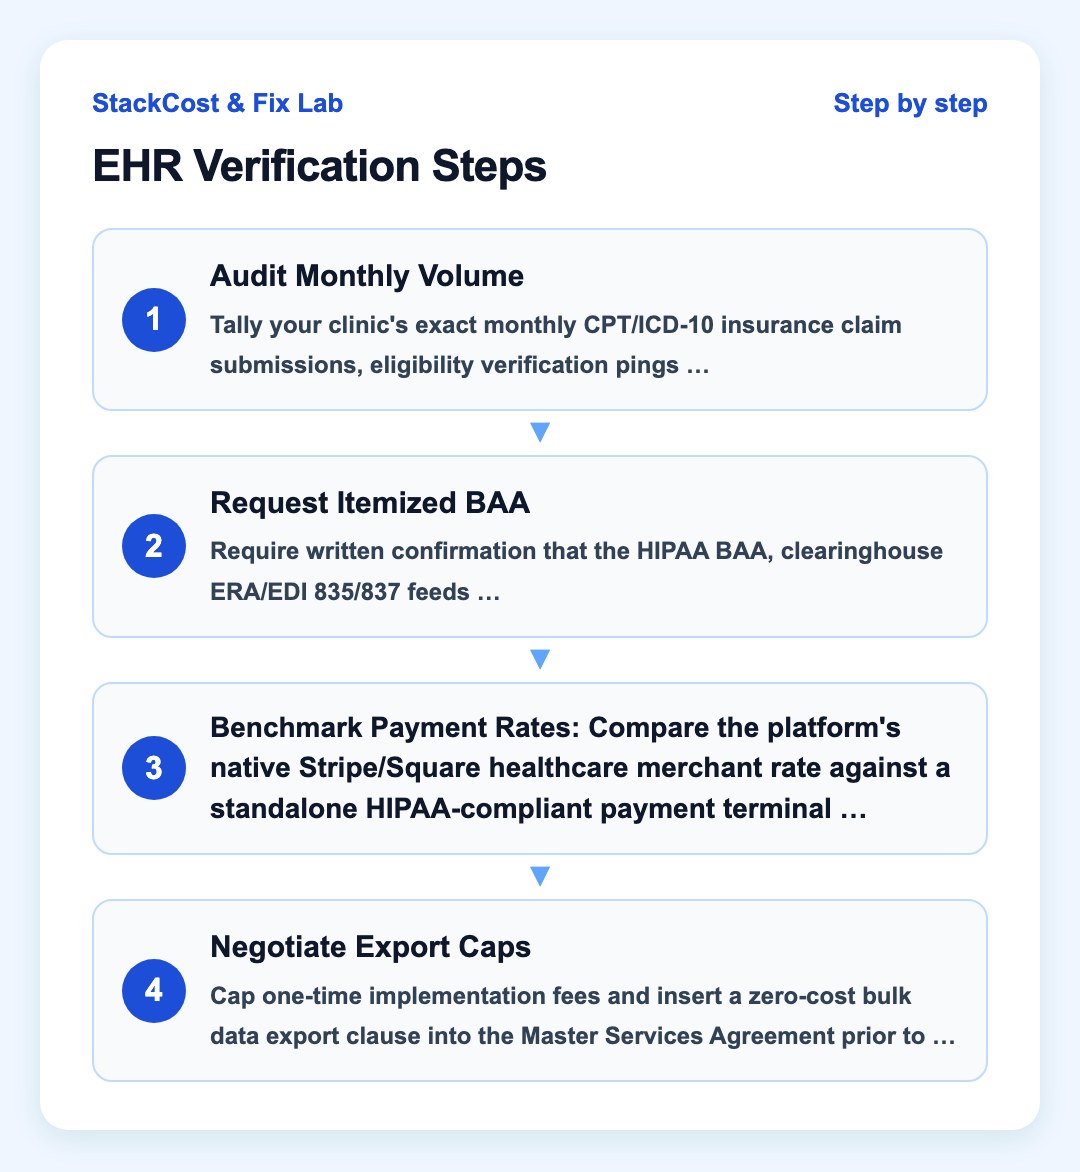 StackCost & Fix Lab
Step by step
EHR Verification Steps
1
Audit Monthly Volume
Tally your clinic's exact monthly CPT/ICD-10 insurance claim
submissions, eligibility verification pings …
2
Request Itemized BAA
Require written confirmation that the HIPAA BAA, clearinghouse
ERA/EDI 835/837 feeds …
3
Benchmark Payment Rates: Compare the platform's
native Stripe/Square healthcare merchant rate against a
standalone HIPAA-compliant payment terminal …
4
Negotiate Export Caps
Cap one-time implementation fees and insert a zero-cost bulk
data export clause into the Master Services Agreement prior to …